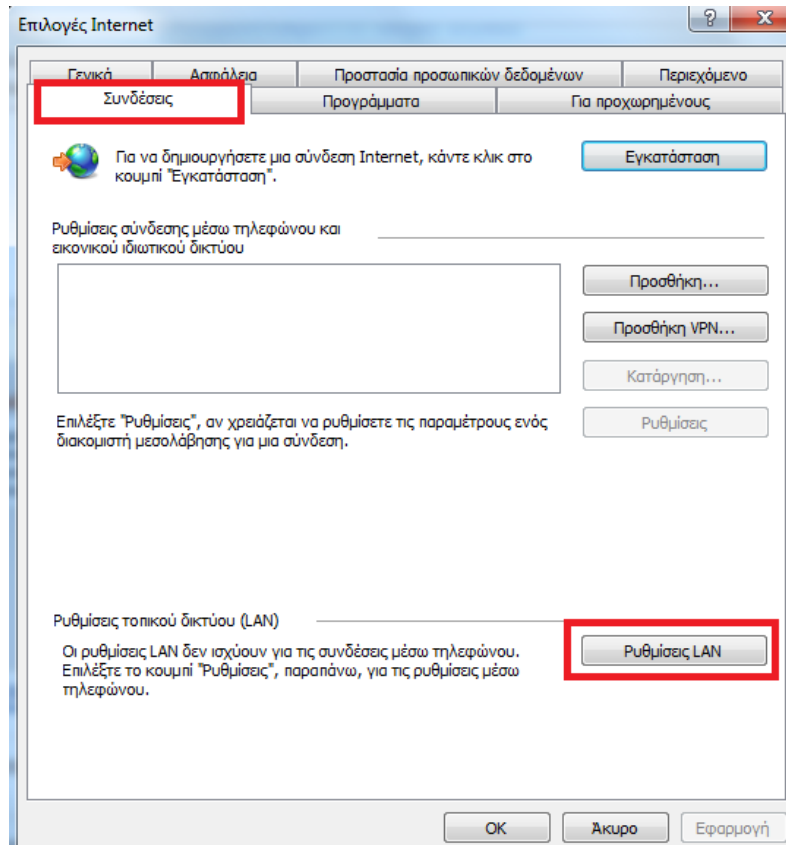 Επιλογές Internet
Γενικά
Ασφάλεια
Προστασία προσωπικών δεδομένων
Περιεχόμενο
Συνδέσεις
Προγράμματα
Για προχωρημένους
Για να δημιουργήσετε μια σύνδεση Internet, κάντε κλικ στο
κουμπί "Εγκατάσταση".
Εγκατάσταση
Ρυθμίσεις σύνδεσης μέσω τηλεφώνου και
εικονικού ιδιωτικού δικτύου
Προσθήκη...
Προσθήκη VPN...
Κατάργηση...
Ρυθμίσεις
Επιλέξτε "Ρυθμίσεις", αν χρειάζεται να ρυθμίσετε τις παραμέτρους ενός
διακομιστή μεσολάβησης για μια σύνδεση.
Ρυθμίσεις τοπικού δικτύου (LAN)
Οι ρυθμίσεις LAN δεν ισχύουν για τις συνδέσεις μέσω τηλεφώνου.
Επιλέξτε το κουμπί "Ρυθμίσεις", παραπάνω, για τις ρυθμίσεις μέσω
τηλεφώνου.
Ρυθμίσεις LAN
OK
Άκυρο
Εφαρμογή